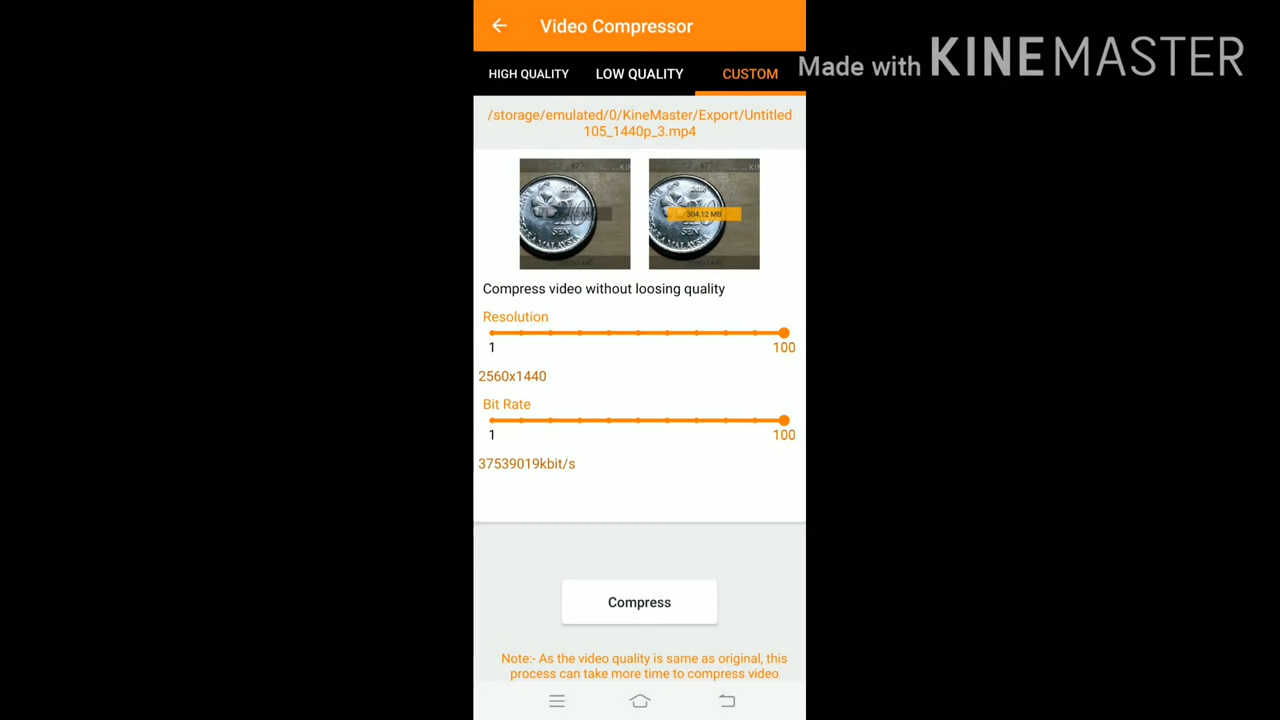 Video Compressor
Made with KINEMASTER
HIGH QUALITY
LOW QUALITY
CUSTOM
/storage/emulated/0/KineMaster/Export/Untitled
105_1440p_3.mp4
304.12 MB
SEN
Compress video without loosing quality
Resolution
1
100
2560x1440
Bit Rate
1
100
37539019kbit/s
Compress
Note:- As the video quality is same as original, this
process can take more time to compress video